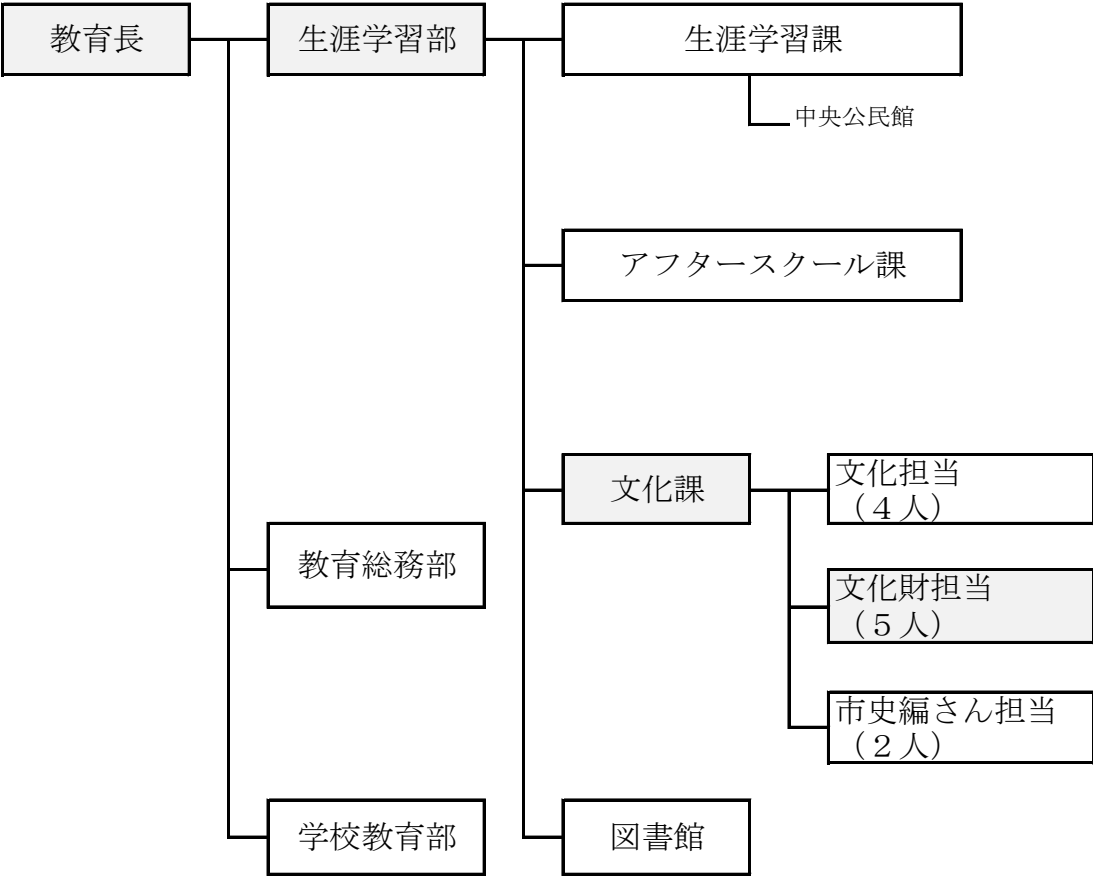 教育長
生涯学習部
生涯学習課
中央公民館
アフタースクール課
文化課
文化担当
（４人）
教育総務部
文化財担当
（５人）
市史編さん担当
（２人）
学校教育部
図書館